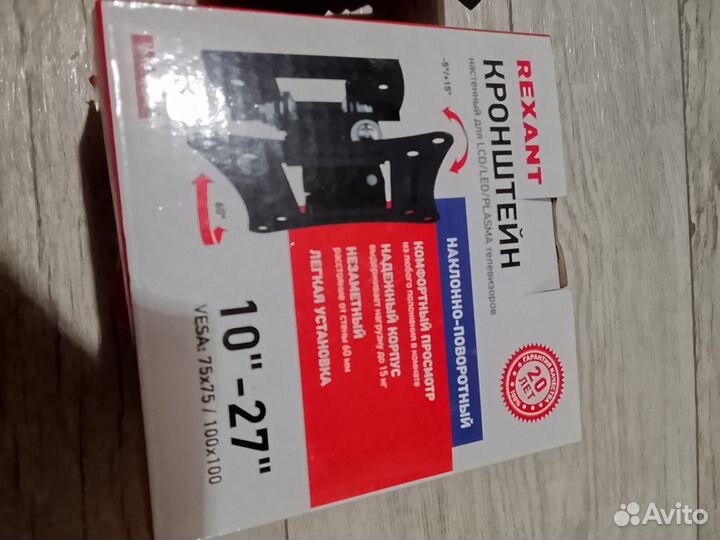 REXANT
КРОНШТЕЙН
настенный для LCD/LED/PLASMA телевизоров
-5°/+15°
60°
НАКЛОННО-ПОВОРОТНЫЙ
КОМФОРТНЫЙ ПРОСМОТР
из любого положения в комнате
НАДЕЖНЫЙ КОРПУС
выдерживает нагрузку до 15 кг
НЕЗАМЕТНЫЙ
расстояние от стены 60 мм
ЛЕГКАЯ УСТАНОВКА
10"-27"
VESA: 75x75 / 100x100
ГАРАНТИЯ КАЧЕСТВА
20
ЛЕТ
100%
Avito